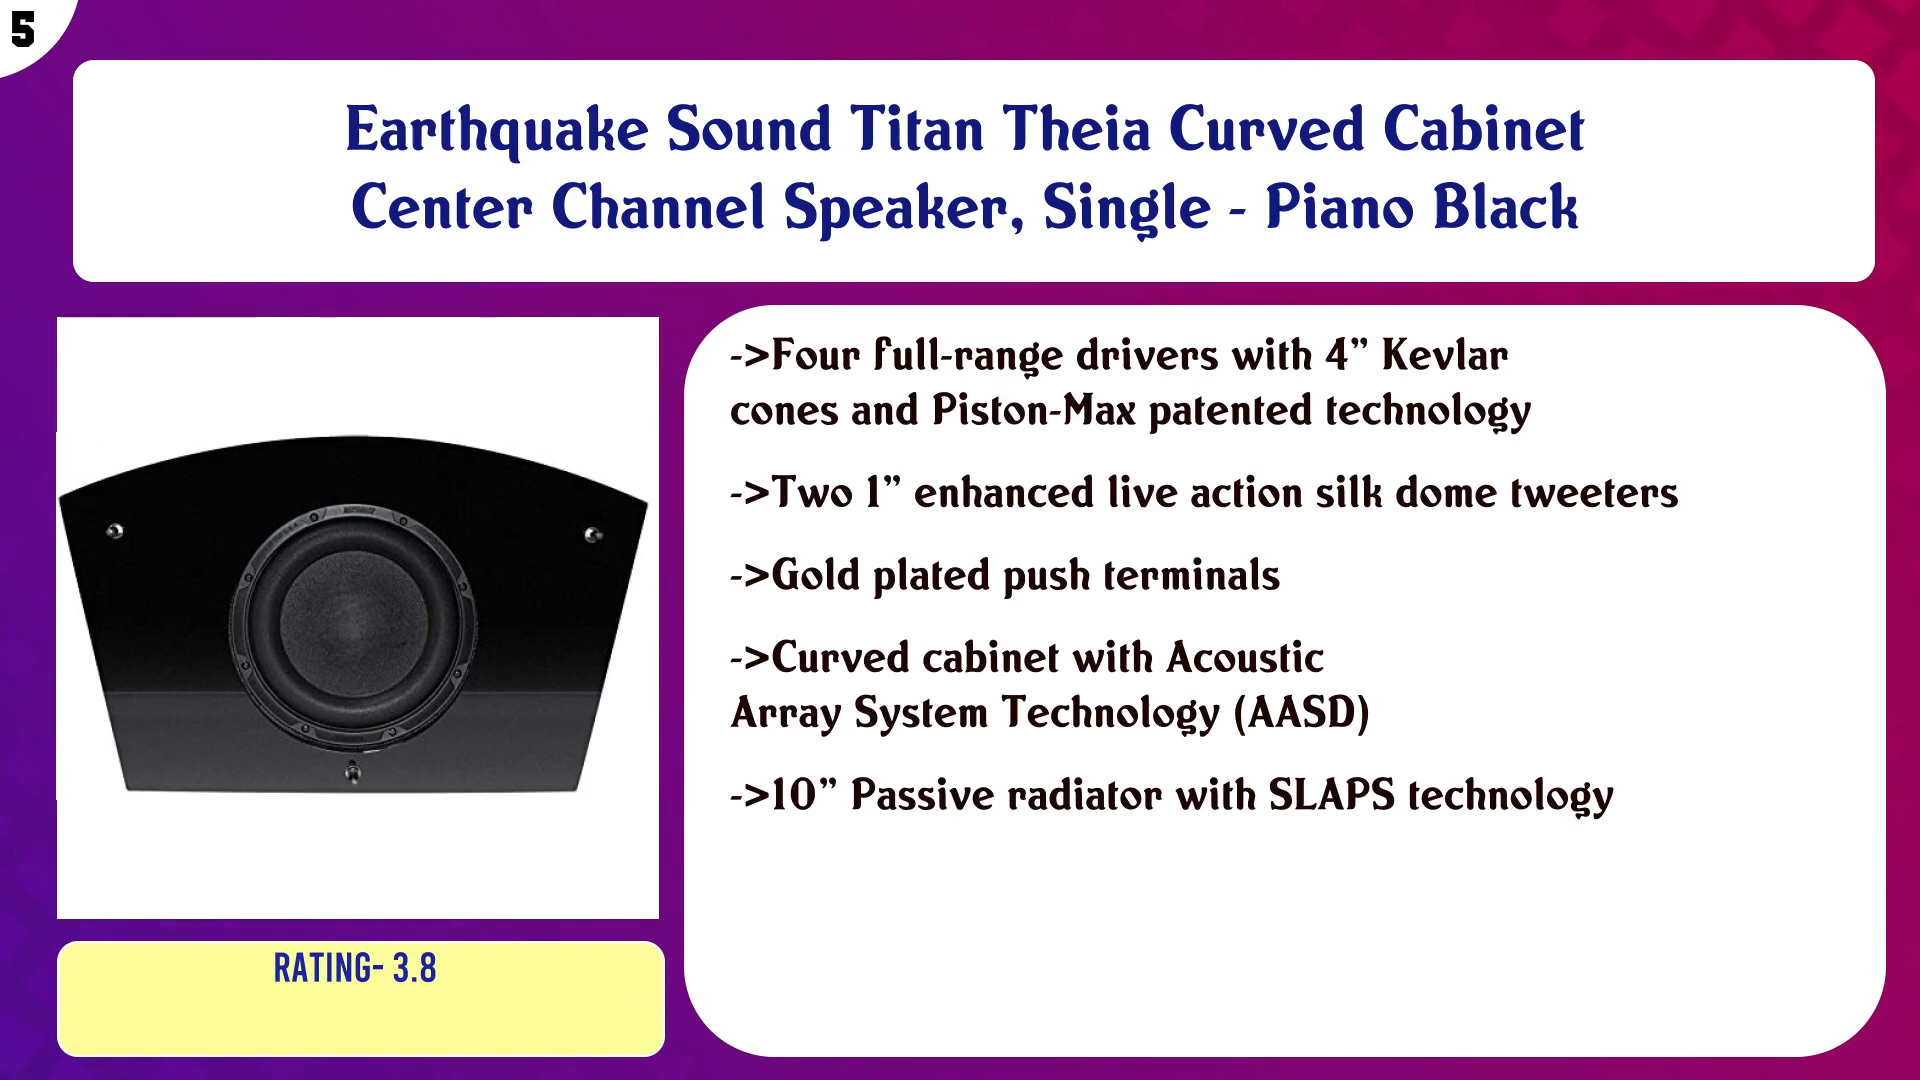 5
Earthquake Sound Titan Theia Curved Cabinet
Center Channel Speaker, Single - Piano Black
->Four full-range drivers with 4” Kevlar
cones and Piston-Max patented technology
->Two 1” enhanced live action silk dome tweeters
->Gold plated push terminals
->Curved cabinet with Acoustic
Array System Technology (AASD)
->10” Passive radiator with SLAPS technology
RATING- 3.8